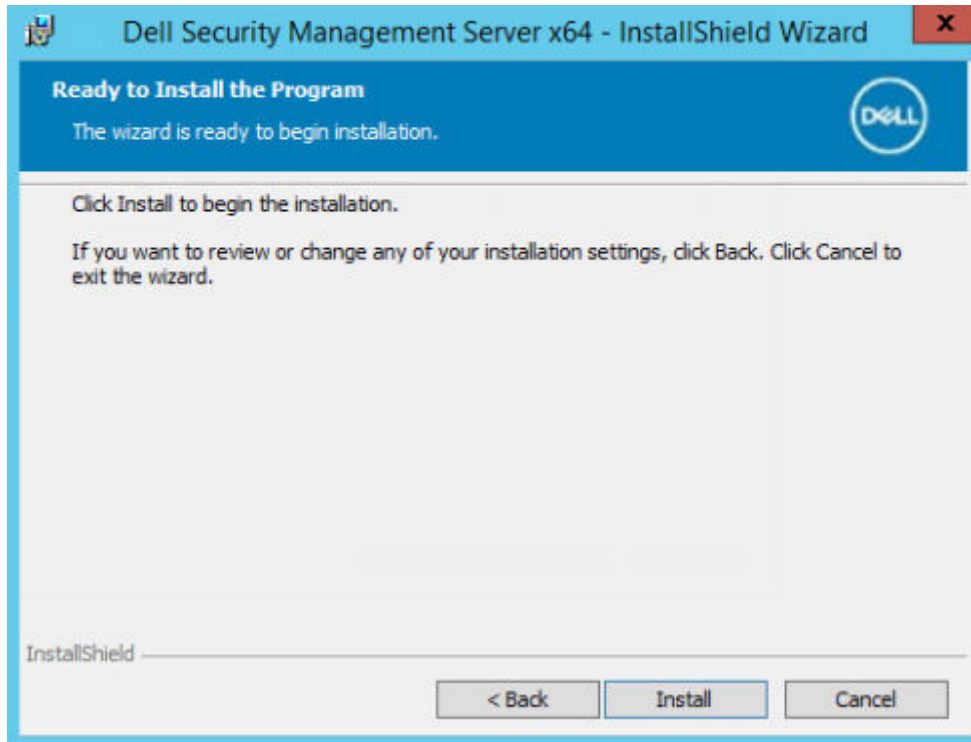 Dell Security Management Server x64 - InstallShield Wizard
x
Ready to Install the Program
The wizard is ready to begin installation.
DELL
Click Install to begin the installation.
If you want to review or change any of your installation settings, click Back. Click Cancel to
exit the wizard.
InstallShield
< Back
Install
Cancel